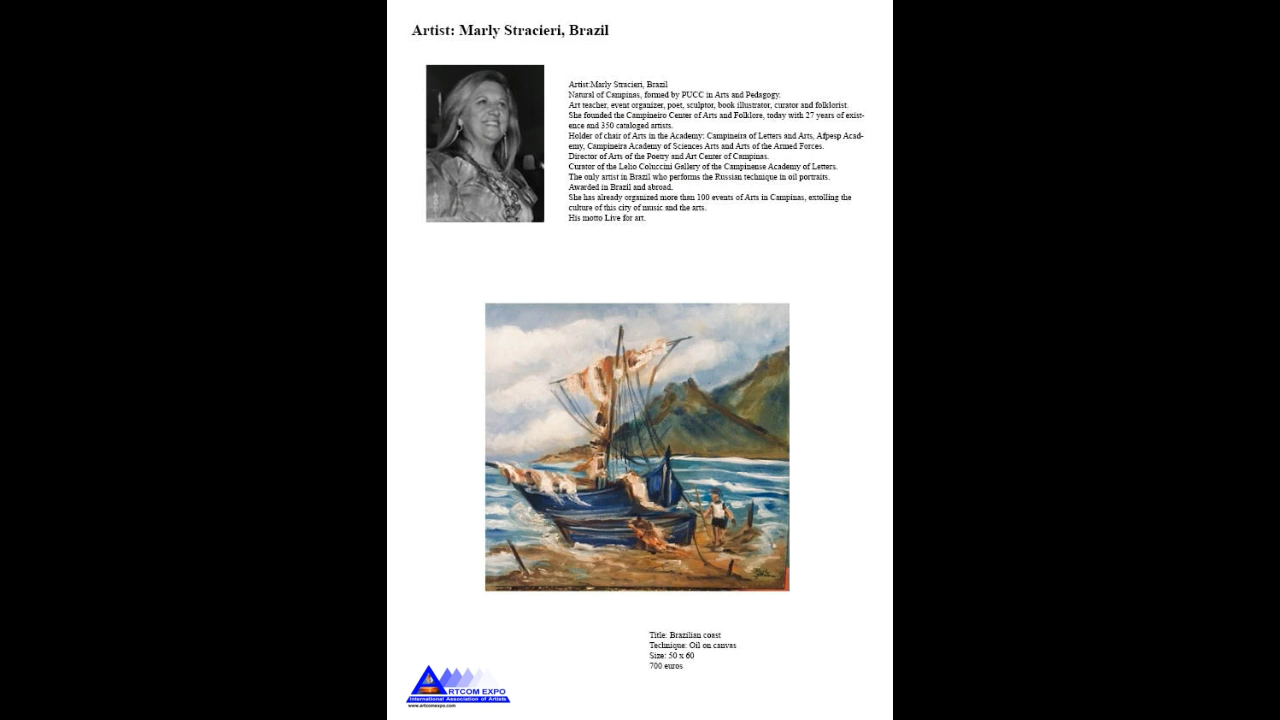 Artist: Marly Stracieri, Brazil
Artist:Marly Stracieri, Brazil
Natural of Campinas, formed by PUCC in Arts and Pedagogy.
Art teacher, event organizer, poet, sculptor, book illustrator, curator and folklorist.
She founded the Campineiro Center of Arts and Folklore, today with 27 years of exist-
ence and 350 cataloged artists.
Holder of chair of Arts in the Academy: Campineira of Letters and Arts, Afpesp Acad-
emy, Campineira Academy of Sciences Arts and Arts of the Armed Forces.
Director of Arts of the Poetry and Art Center of Campinas.
Curator of the Lelio Coluccini Gallery of the Campinense Academy of Letters.
The only artist in Brazil who performs the Russian technique in oil portraits.
Awarded in Brazil and abroad.
She has already organized more than 100 events of Arts in Campinas, extolling the
culture of this city of music and the arts.
His motto Live for art.
Title: Brazilian coast
Technique: Oil on canvas
Size: 50 x 60
700 euros
ARTCOM EXPO
International Association of Artists
www.artcomexpo.com